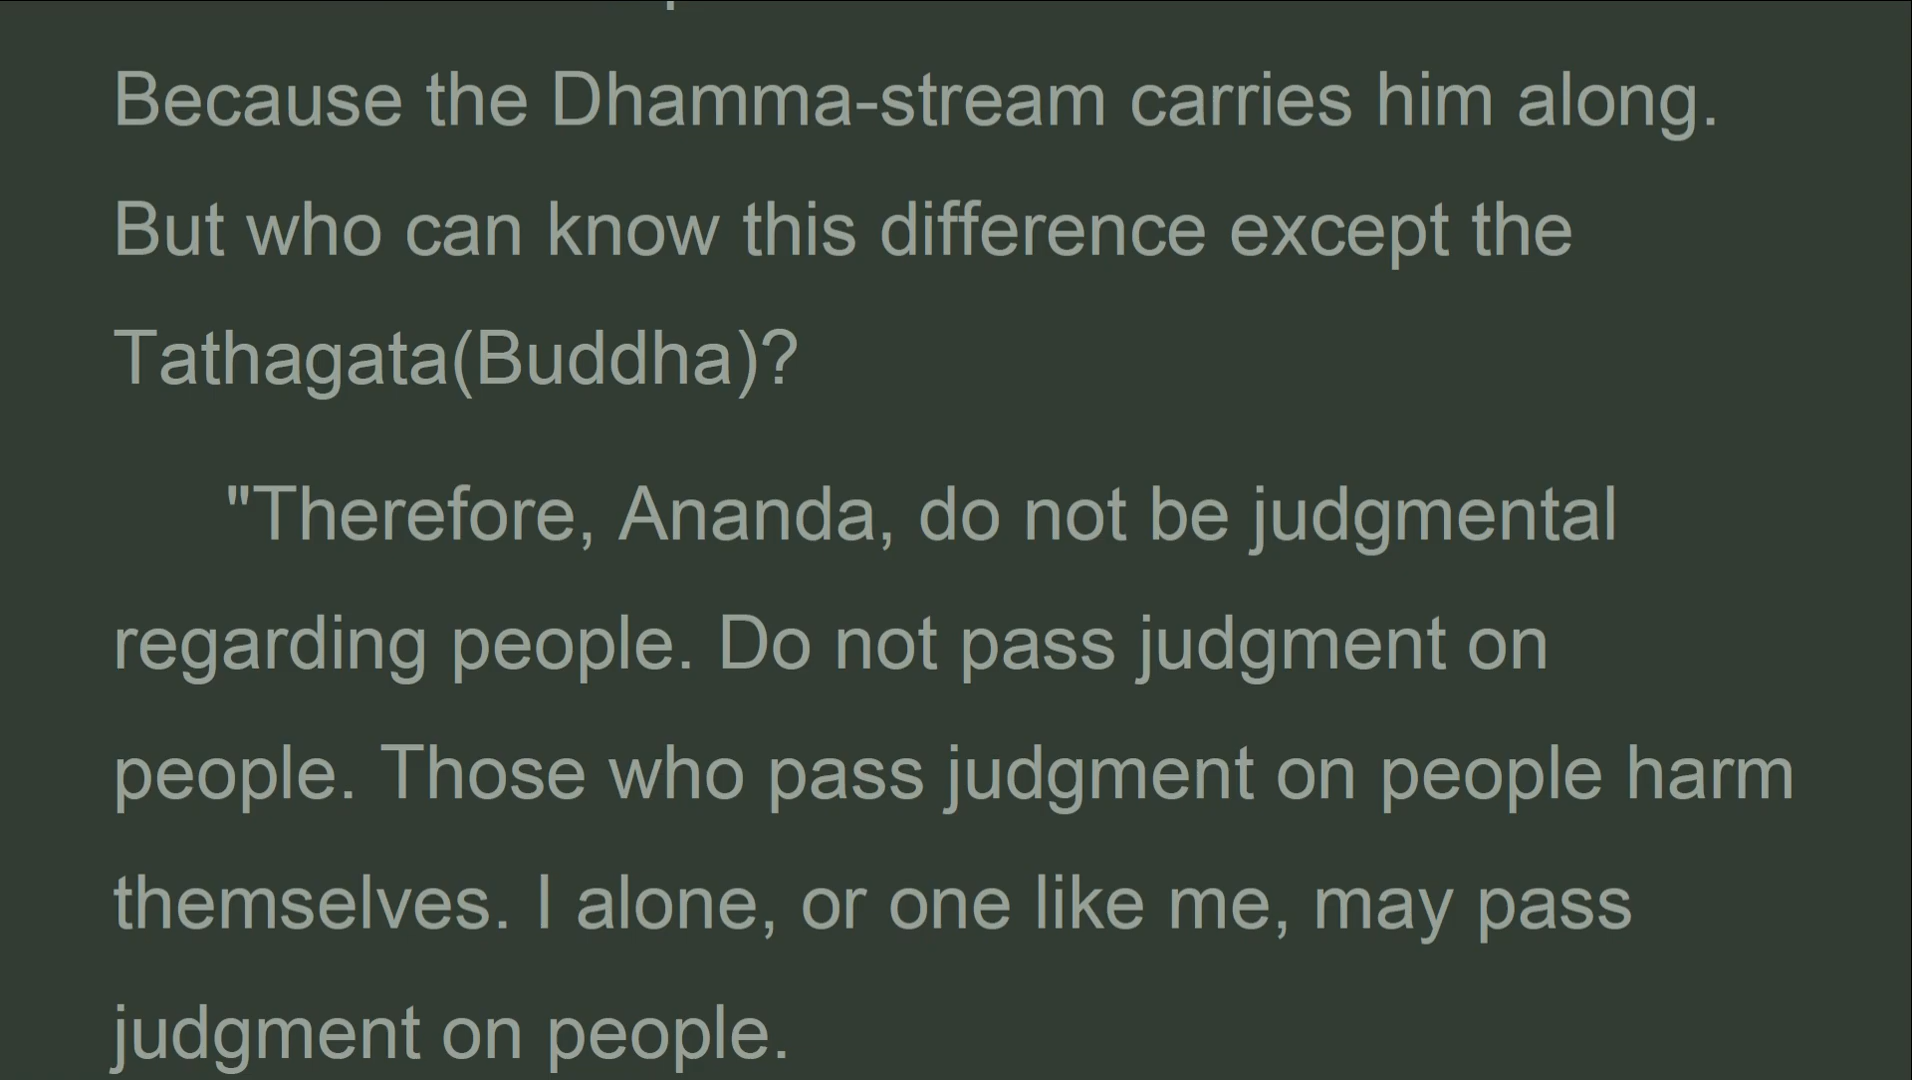 Because the Dhamma-stream carries him along.
But who can know this difference except the
Tathagata(Buddha)?
"Therefore, Ananda, do not be judgmental
regarding people. Do not pass judgment on
people. Those who pass judgment on people harm
themselves. I alone, or one like me, may pass
judgment on people.